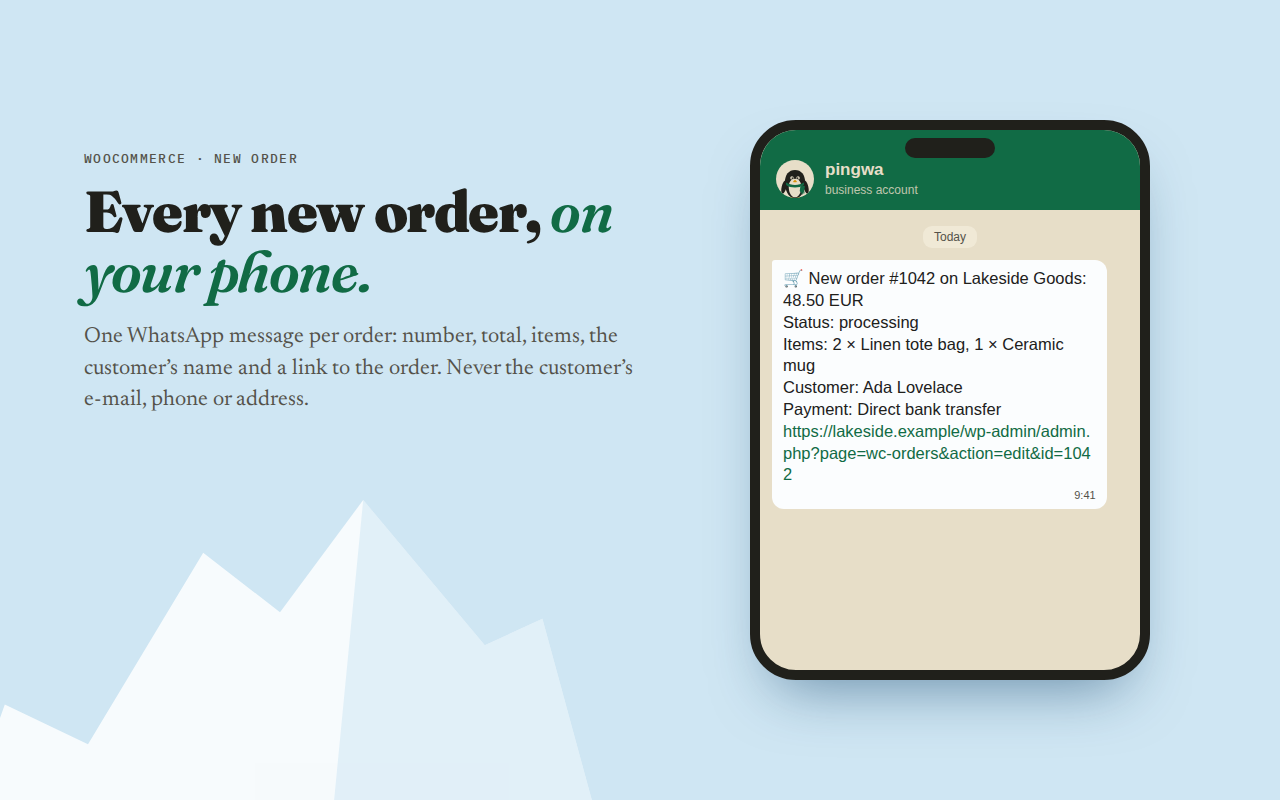 WOOCOMMERCE · NEW ORDER
Every new order, on
your phone.
One WhatsApp message per order: number, total, items, the
customer’s name and a link to the order. Never the customer’s
e-mail, phone or address.
pingwa
business account
Today
🛒 New order #1042 on Lakeside Goods:
48.50 EUR
Status: processing
Items: 2 × Linen tote bag, 1 × Ceramic
mug
Customer: Ada Lovelace
Payment: Direct bank transfer
https://lakeside.example/wp-admin/admin.
php?page=wc-orders&action=edit&id=104
2
9:41